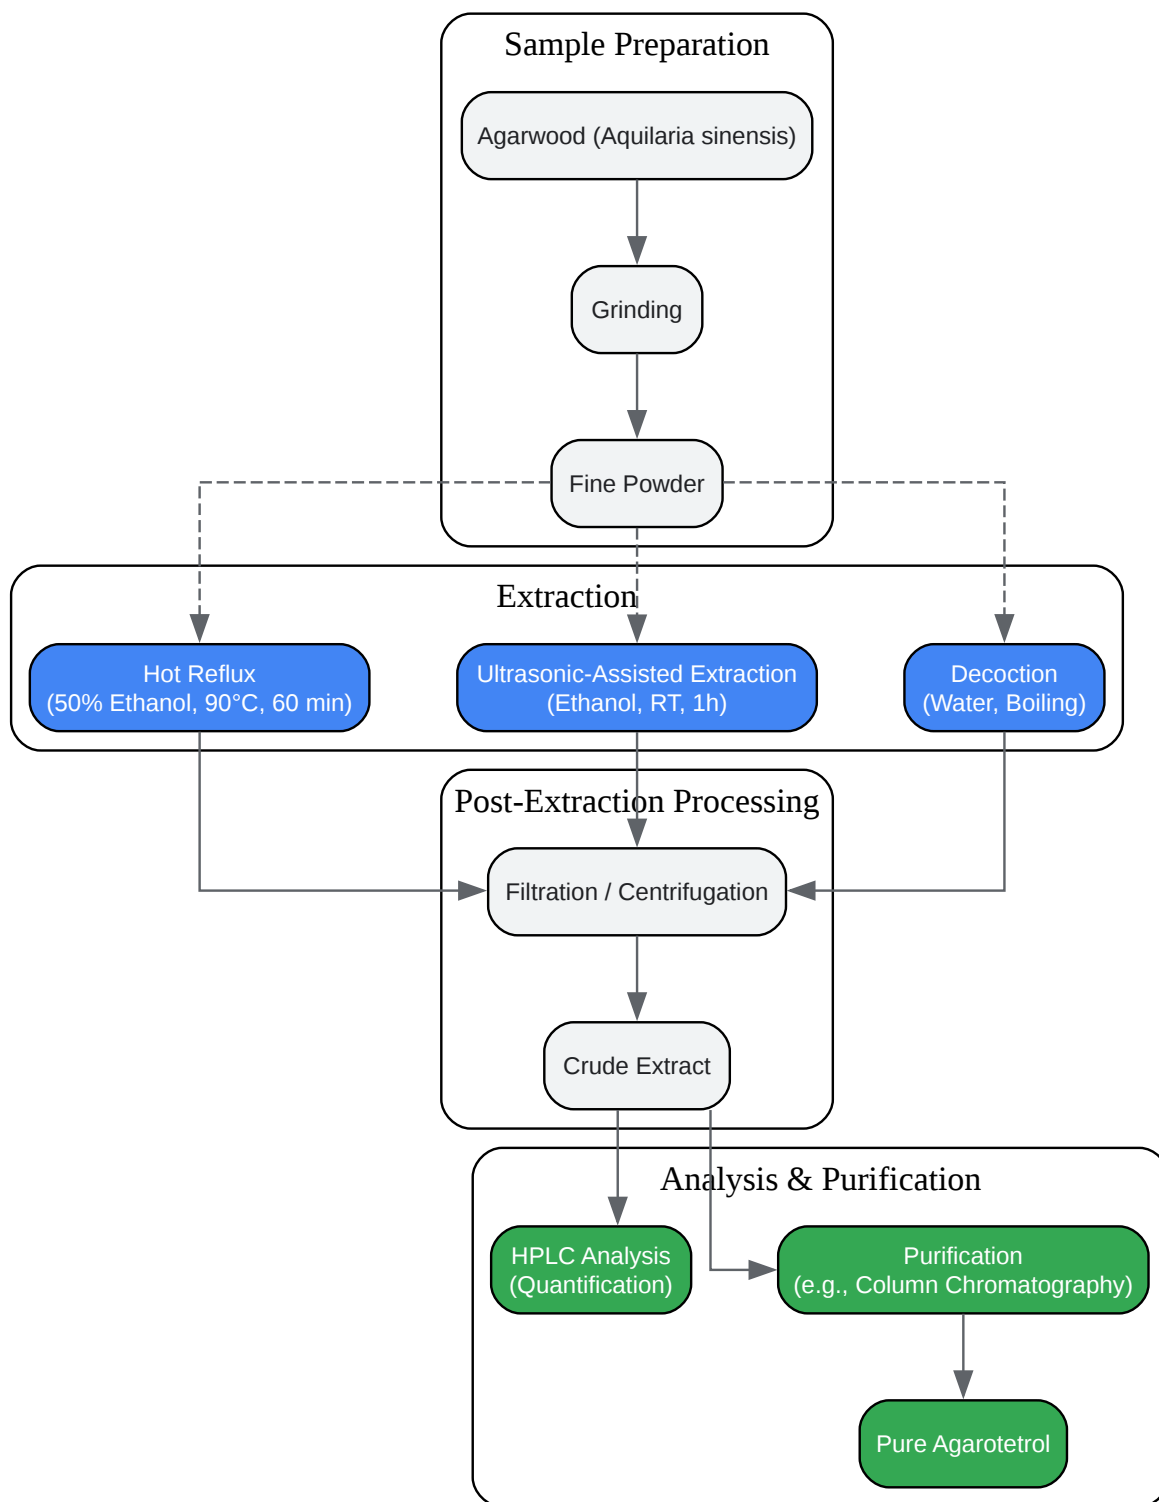 Sample Preparation
Agarwood (Aquilaria sinensis)
Grinding
Fine Powder
Extraction
Hot Reflux
(50% Ethanol, 90°C, 60 min)
Ultrasonic-Assisted Extraction
(Ethanol, RT, 1h)
Decoction
(Water, Boiling)
Post-Extraction Processing
Filtration / Centrifugation
Crude Extract
Analysis & Purification
HPLC Analysis
(Quantification)
Purification
(e.g., Column Chromatography)
Pure Agarotetrol